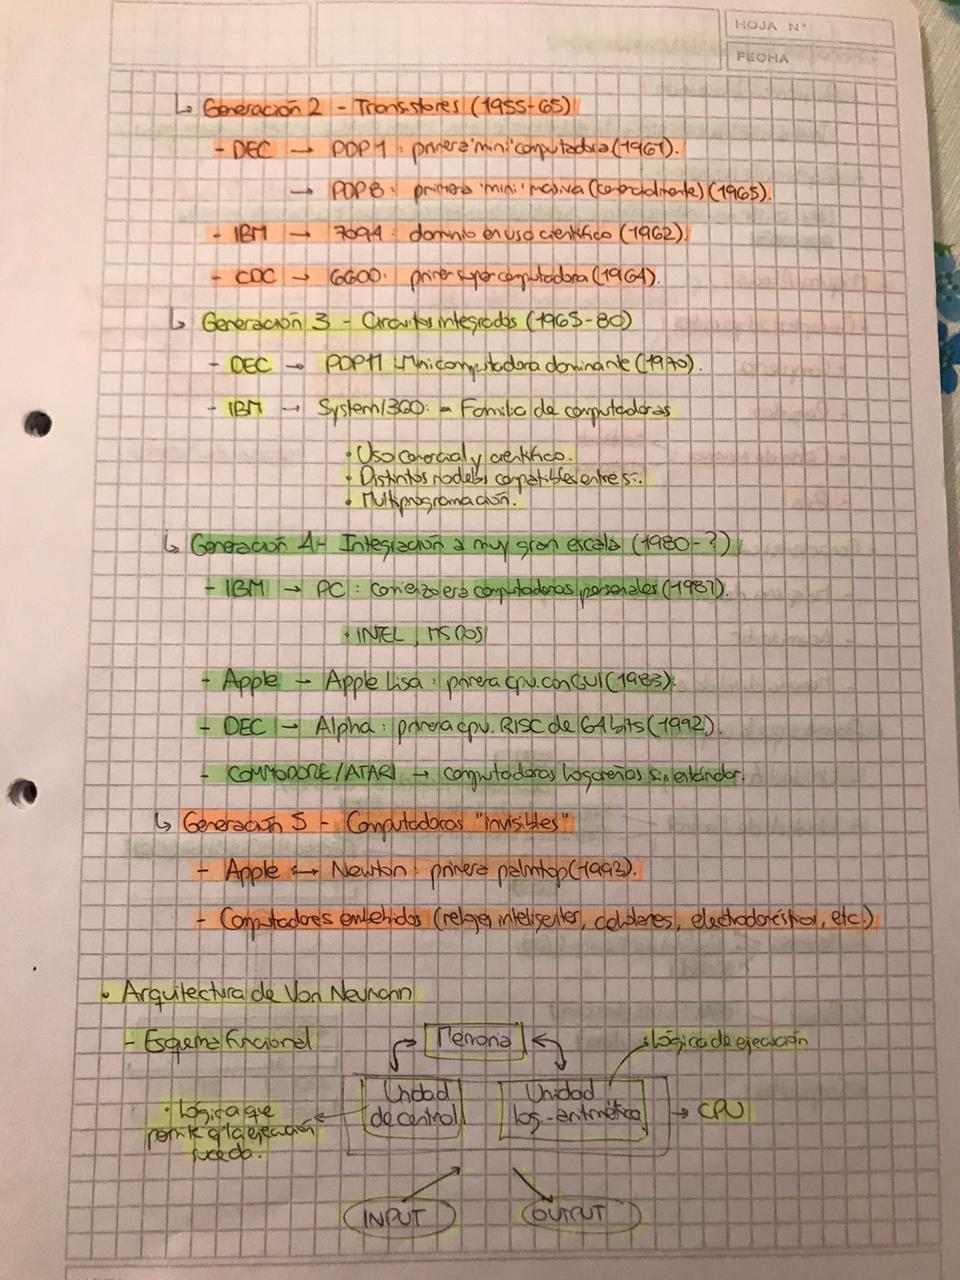 HOJA N°
FECHA
↳ Generación 2 - Transistores (1955-65)
- DEC → PDP1 : primera "mini" computadora (1961).
→ PDP8 : primera "mini" masiva (comercialmente) (1965).
- IBM → 7094 : dominio en uso científico (1962).
- CDC → 6600 : primer supercomputadora (1964).
↳ Generación 3 - Circuitos integrados (1965-80)
- DEC → PDP11 : Minicomputadora dominante (1970).
- IBM → System/360: - Familia de computadoras
· Uso comercial y científico.
· Distintos modelos compatibles entre sí.
· Multiprogramación.
↳ Generación 4 - Integración a muy gran escala (1980-?)
- IBM → PC : comienzo era computadoras personales (1981).
· INTEL, MS DOS
- Apple → Apple Lisa : primera cpu. con GUI (1983).
- DEC → Alpha : primera cpu. RISC de 64 bits (1992).
- COMMODORE/ATARI → computadoras hogareñas sin estándar.
↳ Generación 5 - Computadoras "invisibles"
- Apple → Newton : primera palmtop (1993).
- Computadores embebidos (relojes inteligentes, celulares, electrodomésticos, etc.)
• Arquitectura de Von Neumann
- Esquema Funcional
Memoria
Lógica de ejecución
Unidad de control
Unidad log.-aritmética
→ CPU
· Lógica que
permite q' la ejecución
suceda.
INPUT
OUTPUT